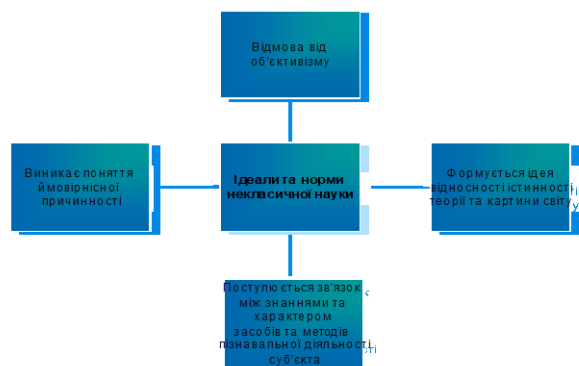 Відмова від
об'єктивізму
Виникає поняття
ймовірнісної
причинності
Ідеали та норми
некласичної науки
Формується ідея
відносності істинності
теорії та картини світу
Постулюється зв'язок
між знаннями та
характером
засобів та методів
пізнавальної діяльності
суб'єкта